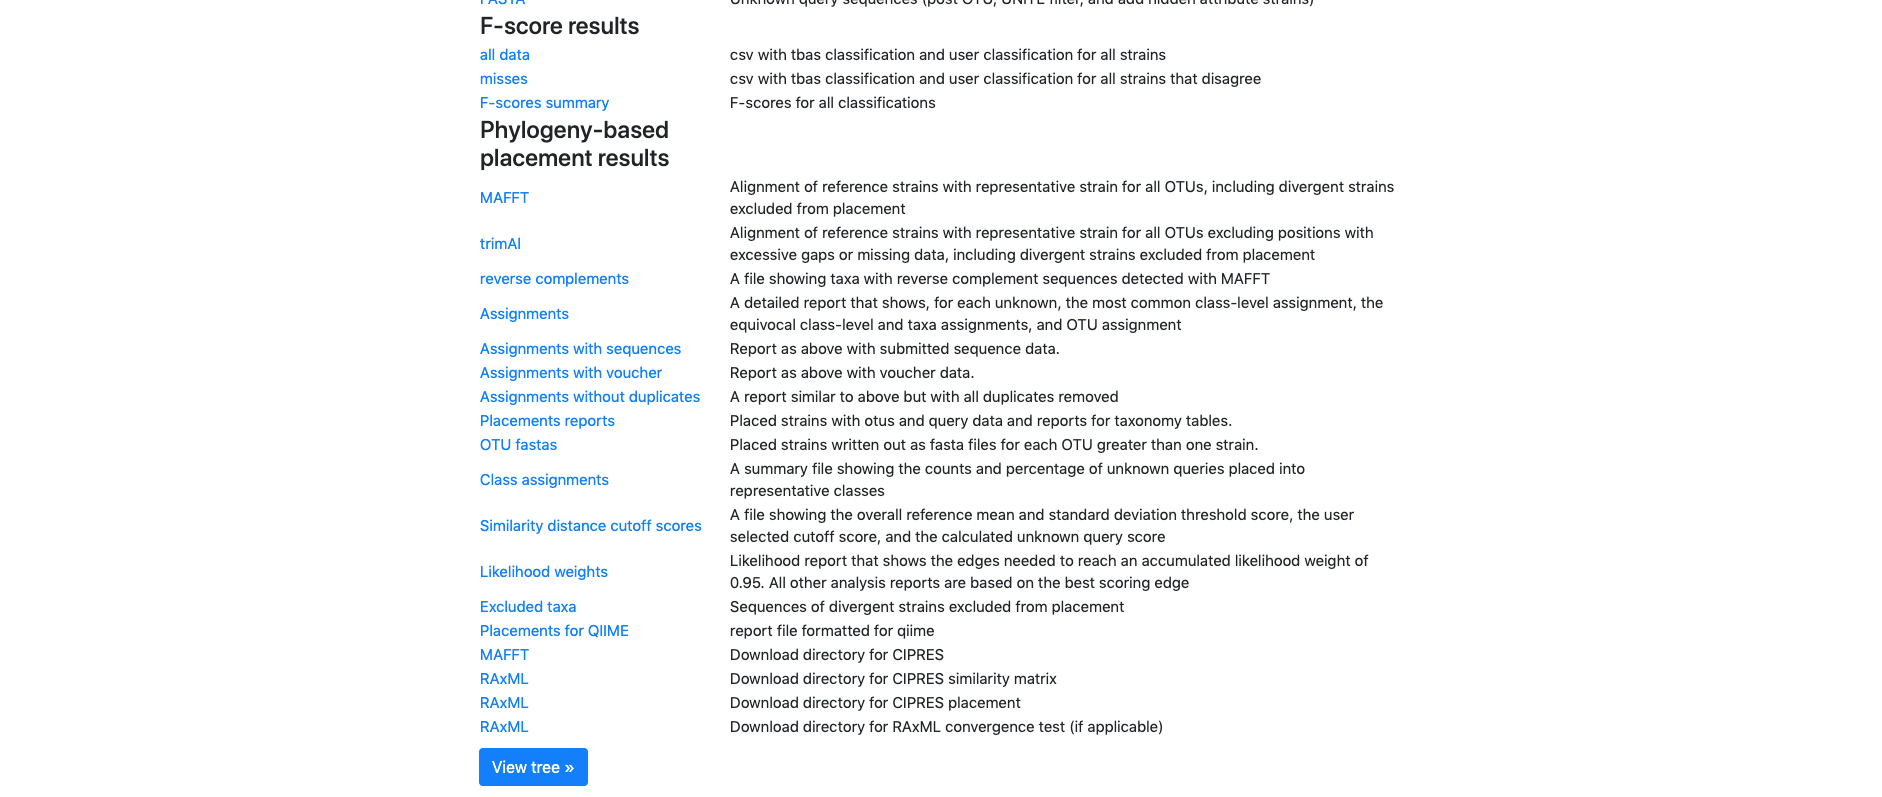 FASTA Unknown query sequences (post OTU, UNITE filter, and add hidden attribute strains)
F-score results
all data csv with tbas classification and user classification for all strains
misses csv with tbas classification and user classification for all strains that disagree
F-scores summary F-scores for all classifications
Phylogeny-based
placement results
MAFFT Alignment of reference strains with representative strain for all OTUs, including divergent strains
excluded from placement
trimAl Alignment of reference strains with representative strain for all OTUs excluding positions with
excessive gaps or missing data, including divergent strains excluded from placement
reverse complements A file showing taxa with reverse complement sequences detected with MAFFT
Assignments A detailed report that shows, for each unknown, the most common class-level assignment, the
equivocal class-level and taxa assignments, and OTU assignment
Assignments with sequences Report as above with submitted sequence data.
Assignments with voucher Report as above with voucher data.
Assignments without duplicates A report similar to above but with all duplicates removed
Placements reports Placed strains with otus and query data and reports for taxonomy tables.
OTU fastas Placed strains written out as fasta files for each OTU greater than one strain.
Class assignments A summary file showing the counts and percentage of unknown queries placed into
representative classes
Similarity distance cutoff scores A file showing the overall reference mean and standard deviation threshold score, the user
selected cutoff score, and the calculated unknown query score
Likelihood weights Likelihood report that shows the edges needed to reach an accumulated likelihood weight of
0.95. All other analysis reports are based on the best scoring edge
Excluded taxa Sequences of divergent strains excluded from placement
Placements for QIIME report file formatted for qiime
MAFFT Download directory for CIPRES
RAxML Download directory for CIPRES similarity matrix
RAxML Download directory for CIPRES placement
RAxML Download directory for RAxML convergence test (if applicable)
View tree »